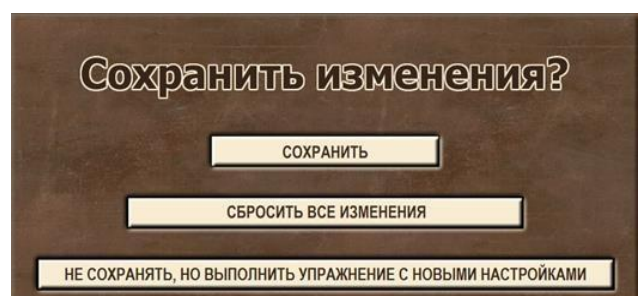 Сохранить изменения?
СОХРАНИТЬ
СБРОСИТЬ ВСЕ ИЗМЕНЕНИЯ
НЕ СОХРАНЯТЬ, НО ВЫПОЛНИТЬ УПРАЖНЕНИЕ С НОВЫМИ НАСТРОЙКАМИ